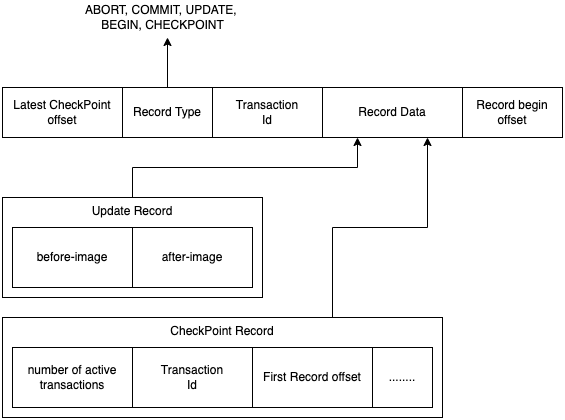 ABORT, COMMIT, UPDATE,
BEGIN, CHECKPOINT
Latest CheckPoint
offset
Record Type
Transaction
Id
Record Data
Record begin
offset
Update Record
before-image
after-image
CheckPoint Record
number of active
transactions
Transaction
Id
First Record offset
........